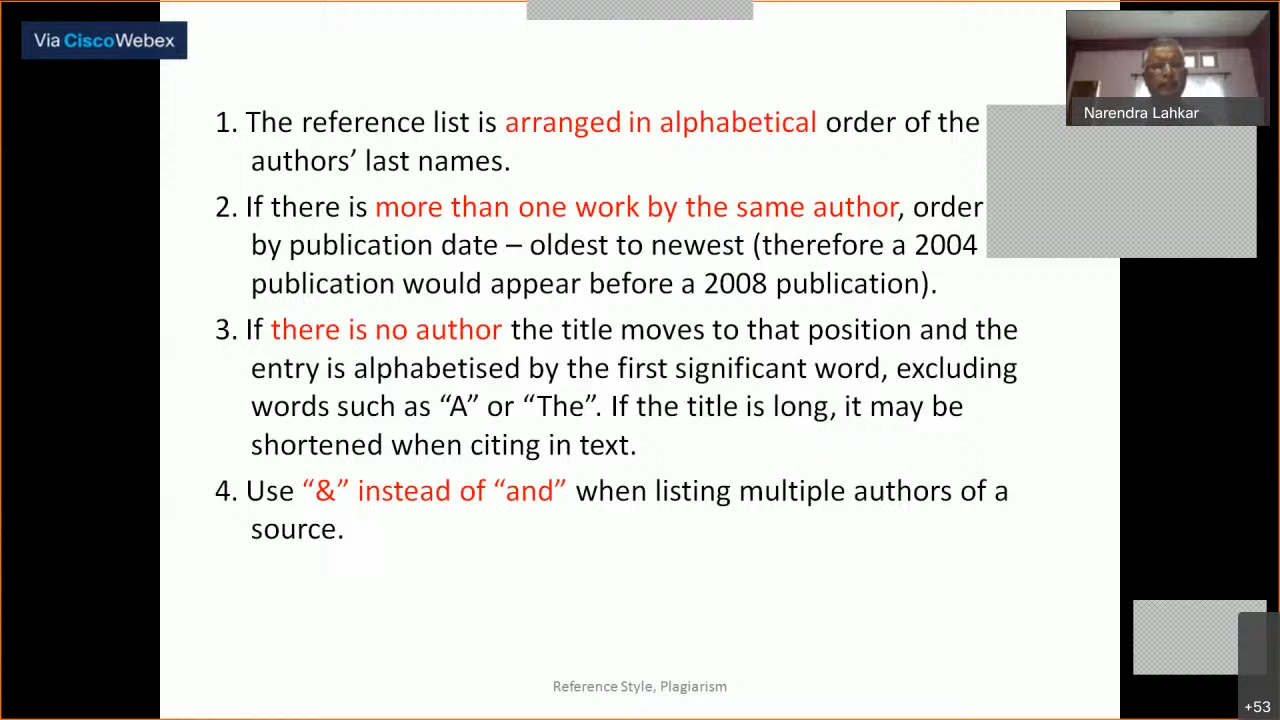 Via CiscoWebex
Narendra Lahkar
1. The reference list is arranged in alphabetical order of the
authors’ last names.
2. If there is more than one work by the same author, order
by publication date – oldest to newest (therefore a 2004
publication would appear before a 2008 publication).
3. If there is no author the title moves to that position and the
entry is alphabetised by the first significant word, excluding
words such as “A” or “The”. If the title is long, it may be
shortened when citing in text.
4. Use “&” instead of “and” when listing multiple authors of a
source.
Reference Style, Plagiarism
+53